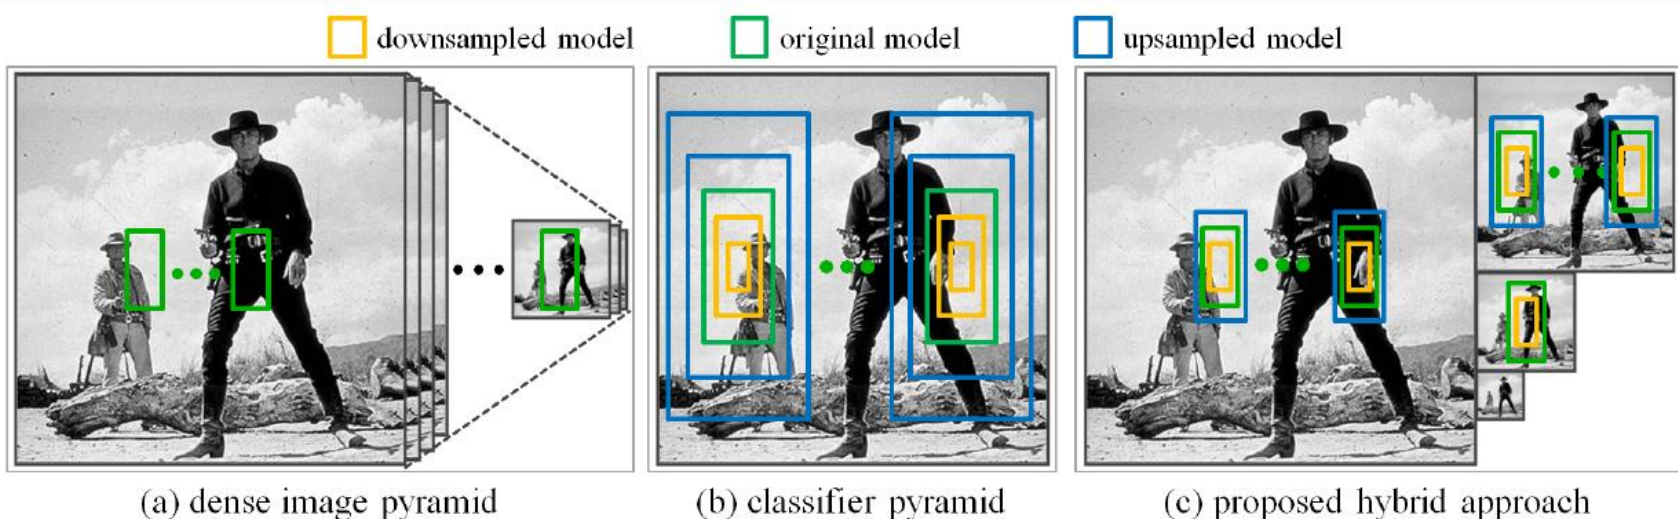 downsampled model original model upsampled model
(a) dense image pyramid (b) classifier pyramid (c) proposed hybrid approach